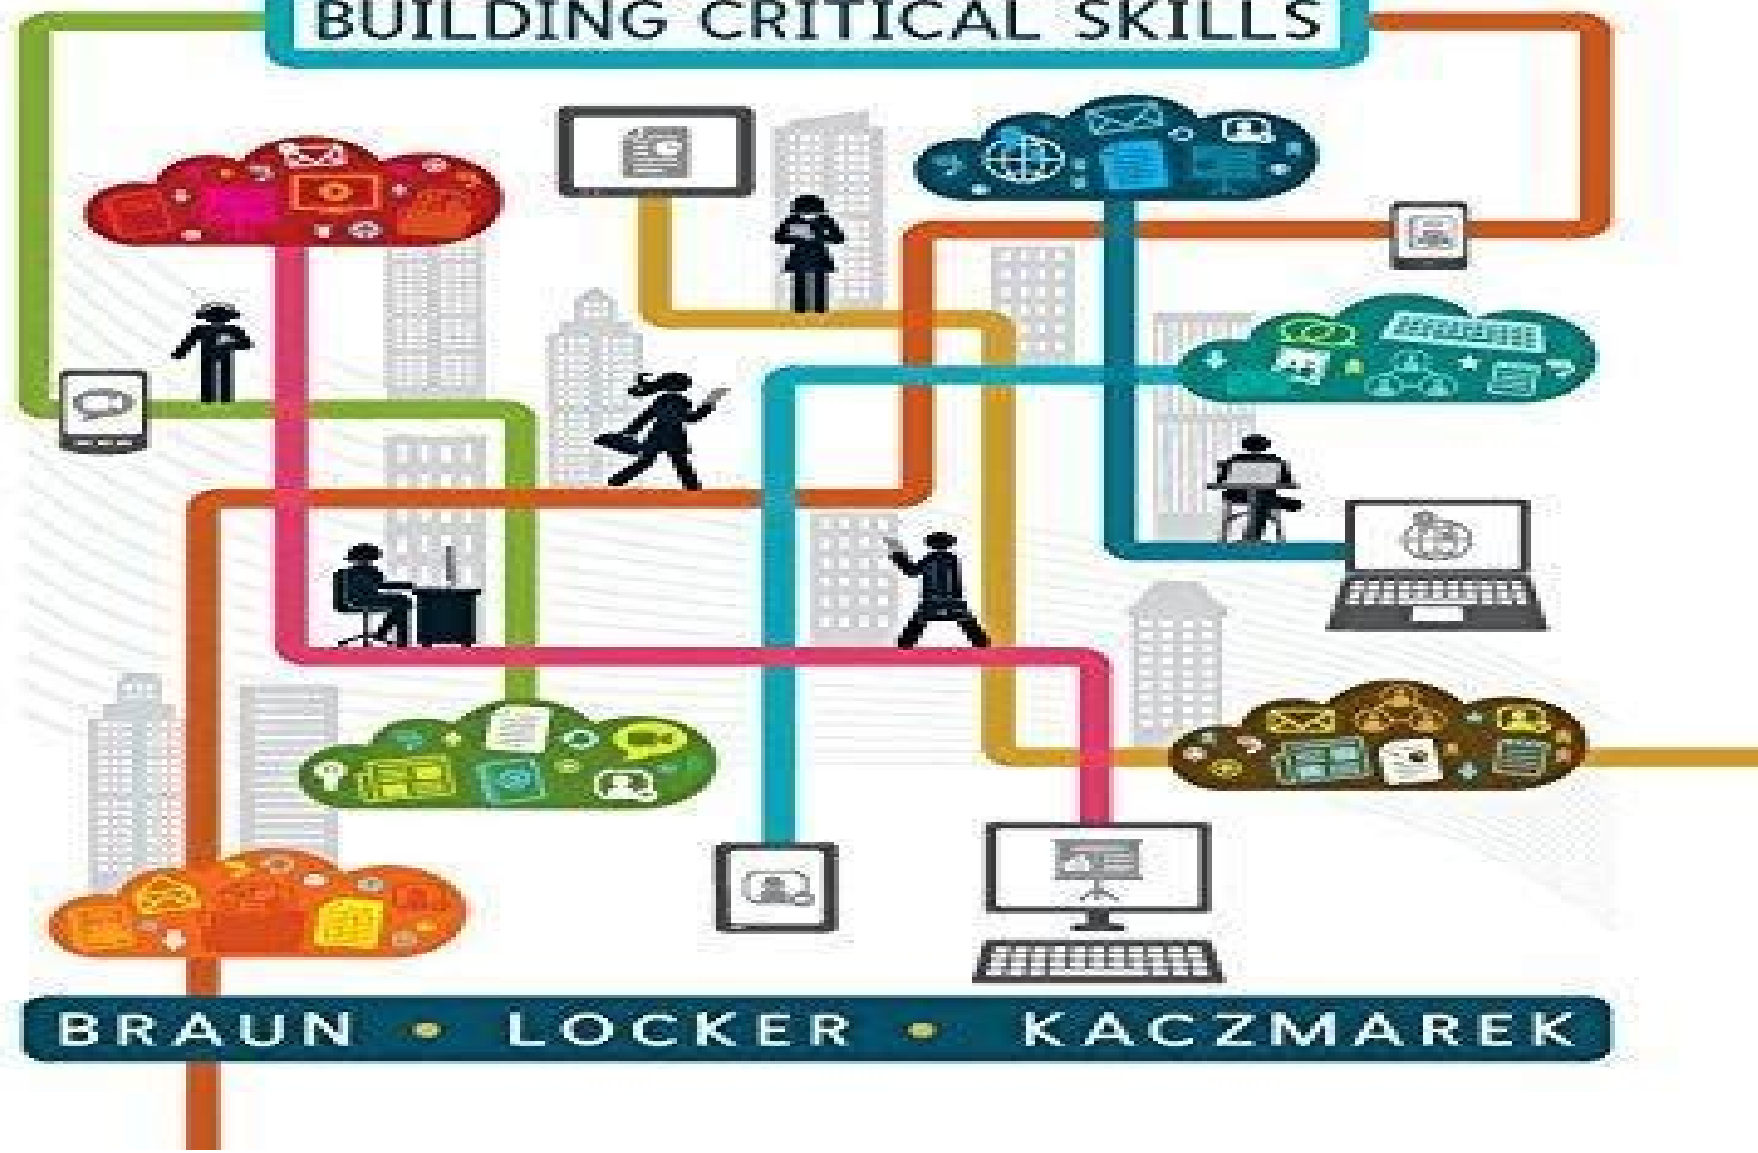 BUILDING CRITICAL SKILLS
BRAUN • LOCKER • KACZMAREK